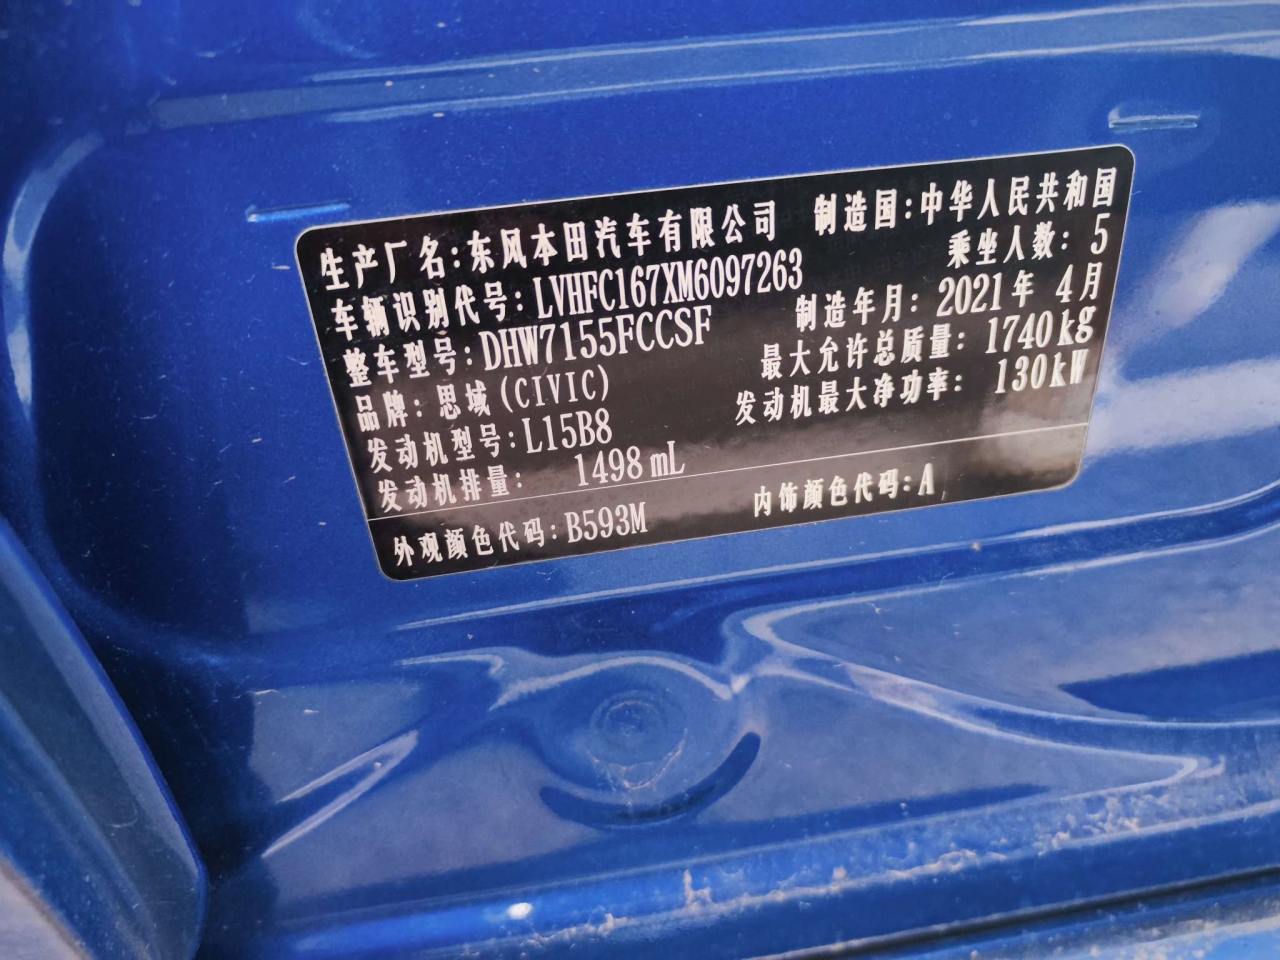 生产厂名:东风本田汽车有限公司 制造国:中华人民共和国
车辆识别代号:LVHFC167XM6097263 乘坐人数:5
整车型号:DHW7155FCCSF 制造年月:2021年 4月
品牌:思域(CIVIC) 最大允许总质量:1740kg
发动机型号:L15B8 发动机最大净功率:130kW
发动机排量: 1498mL
外观颜色代码:B593M 内饰颜色代码:A